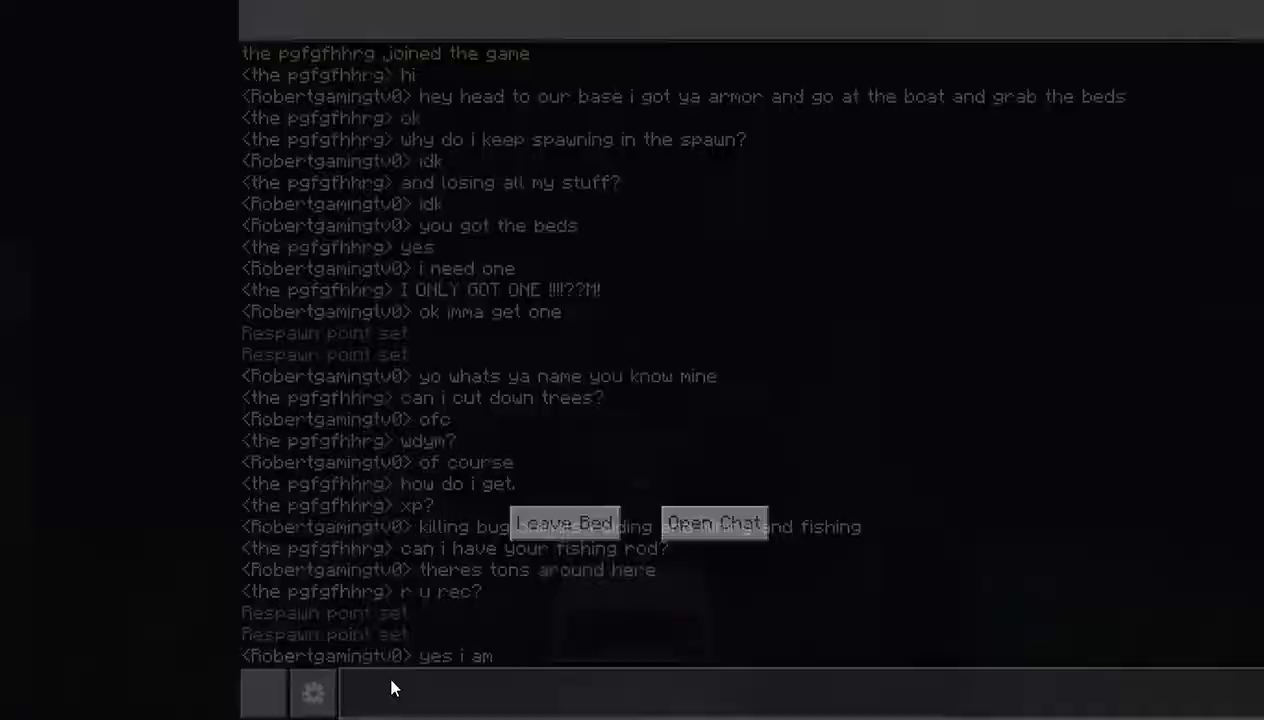 the pgfgfhhrg joined the game
<the pgfgfhhrg> hi
<Robertgamingtv0> hey head to our base i got ya armor and go at the boat and grab the beds
<the pgfgfhhrg> ok
<the pgfgfhhrg> why do i keep spawning in the spawn?
<Robertgamingtv0> idk
<the pgfgfhhrg> and losing all my stuff?
<Robertgamingtv0> idk
<Robertgamingtv0> you got the beds
<the pgfgfhhrg> yes
<Robertgamingtv0> i need one
<the pgfgfhhrg> I ONLY GOT ONE !!!!??M!
<Robertgamingtv0> ok imma get one
Respawn point set
Respawn point set
<Robertgamingtv0> yo whats ya name you know mine
<the pgfgfhhrg> can i cut down trees?
<Robertgamingtv0> ofc
<the pgfgfhhrg> wdym?
<Robertgamingtv0> of course
<the pgfgfhhrg> how do i get.
<the pgfgfhhrg> xp?
Leave Bed Open Chat
<Robertgamingtv0> killing and fishing
<the pgfgfhhrg> can i have your fishing rod?
<Robertgamingtv0> theres tons around here
<the pgfgfhhrg> r u rec?
Respawn point set
Respawn point set
<Robertgamingtv0> yes i am